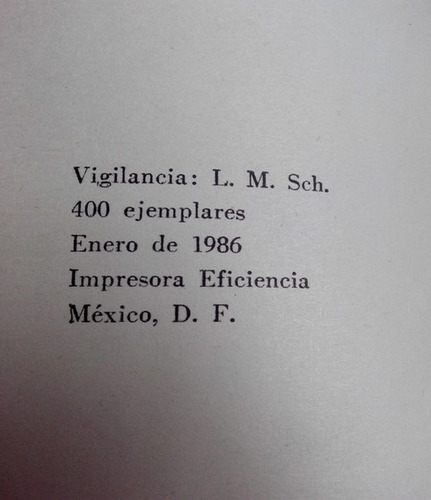 Vigilancia: L. M. Sch.
400 ejemplares
Enero de 1986
Impresora Eficiencia
México, D. F.